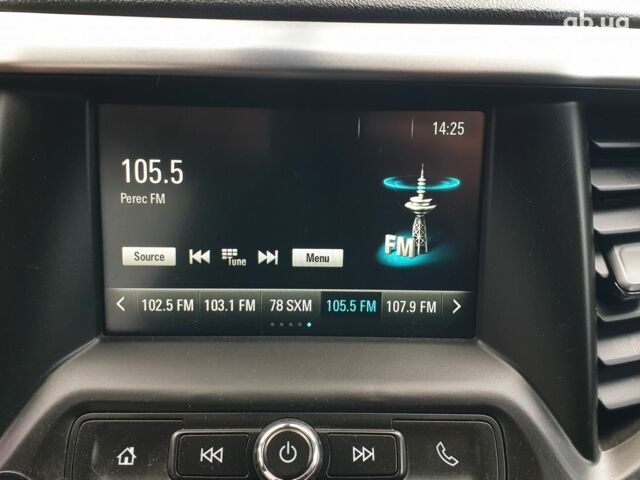 ab.ua
14:25
105.5
Perec FM
FM
Source Tune Menu
102.5 FM 103.1 FM 78 SXM 105.5 FM 107.9 FM